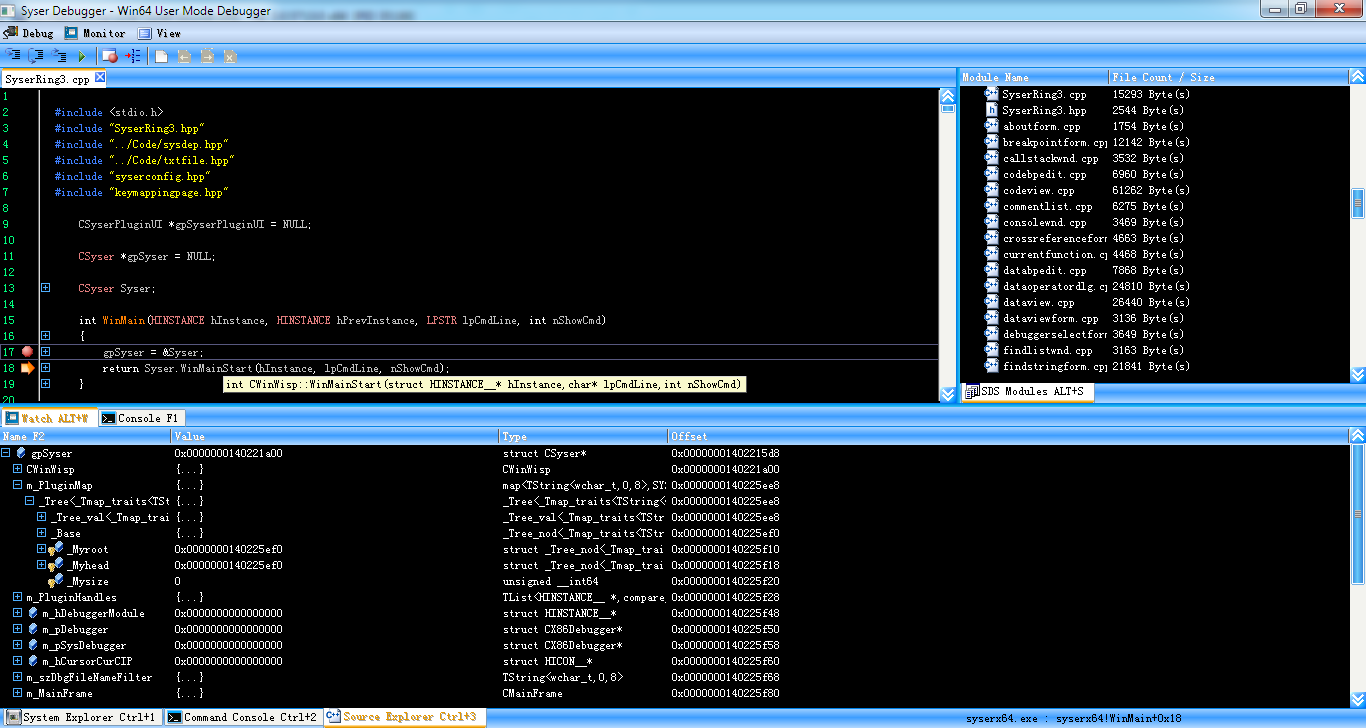 Syser Debugger - Win64 User Mode Debugger
Debug Monitor View
SyserRing3.cpp
1
2 #include <stdio.h>
3 #include "SyserRing3.hpp"
4 #include "../Code/sysdep.hpp"
5 #include "../Code/txtfile.hpp"
6 #include "syserconfig.hpp"
7 #include "keymappingpage.hpp"
8
9 CSyserPluginUI *gpSyserPluginUI = NULL;
10
11 CSyser *gpSyser = NULL;
12
13 CSyser Syser;
14
15 int WinMain(HINSTANCE hInstance, HINSTANCE hPrevInstance, LPSTR lpCmdLine, int nShowCmd)
16 {
17 gpSyser = &Syser;
18 return Syser.WinMainStart(hInstance, lpCmdLine, nShowCmd);
19 }
20
int CWinWisp::WinMainStart(struct HINSTANCE__* hInstance,char* lpCmdLine,int nShowCmd)
Module Name File Count / Size
SyserRing3.cpp 15293 Byte(s)
SyserRing3.hpp 2544 Byte(s)
aboutform.cpp 1754 Byte(s)
breakpointform.cpp 12142 Byte(s)
callstackwnd.cpp 3532 Byte(s)
codebpedit.cpp 6960 Byte(s)
codeview.cpp 61262 Byte(s)
commentlist.cpp 6275 Byte(s)
consolewnd.cpp 3469 Byte(s)
crossreferenceform 4663 Byte(s)
currentfunction.cp 4468 Byte(s)
databpedit.cpp 7868 Byte(s)
dataoperatordlg.cp 24810 Byte(s)
dataview.cpp 26440 Byte(s)
dataviewform.cpp 3136 Byte(s)
debuggerselectform 3649 Byte(s)
findlistwnd.cpp 3163 Byte(s)
findstringform.cpp 21841 Byte(s)
SDS Modules ALT+S
Watch ALT+W Console F1
Name F2 Value Type Offset
gpSyser 0x0000000140221a00 struct CSyser* 0x00000001402215d8
CWinWisp {...} CWinWisp 0x0000000140221a00
m_PluginMap {...} map<TString<wchar_t,0,8>,SYS 0x0000000140225ee8
_Tree<_Tmap_traits<TSt {...} _Tree<_Tmap_traits<TString< 0x0000000140225ee8
_Tree_val<_Tmap_trai {...} _Tree_val<_Tmap_traits<TStr 0x0000000140225ee8
_Base {...} _Tree_nod<_Tmap_traits<TStr 0x0000000140225ef0
_Myroot 0x0000000140225ef0 struct _Tree_nod<_Tmap_trai 0x0000000140225f10
_Myhead 0x0000000140225ef0 struct _Tree_nod<_Tmap_trai 0x0000000140225f18
_Mysize 0 unsigned __int64 0x0000000140225f20
m_PluginHandles {...} TList<HINSTANCE__ *,compare_ 0x0000000140225f28
m_hDebuggerModule 0x0000000000000000 struct HINSTANCE__* 0x0000000140225f48
m_pDebugger 0x0000000000000000 struct CX86Debugger* 0x0000000140225f50
m_pSysDebugger 0x0000000000000000 struct CX86Debugger* 0x0000000140225f58
m_hCursorCurCIP 0x0000000000000000 struct HICON__* 0x0000000140225f60
m_szDbgFileNameFilter {...} TString<wchar_t,0,8> 0x0000000140225f68
m_MainFrame {...} CMainFrame 0x0000000140225f80
System Explorer Ctrl+1 Command Console Ctrl+2 Source Explorer Ctrl+3 syserx64.exe : syserx64!WinMain+0x18